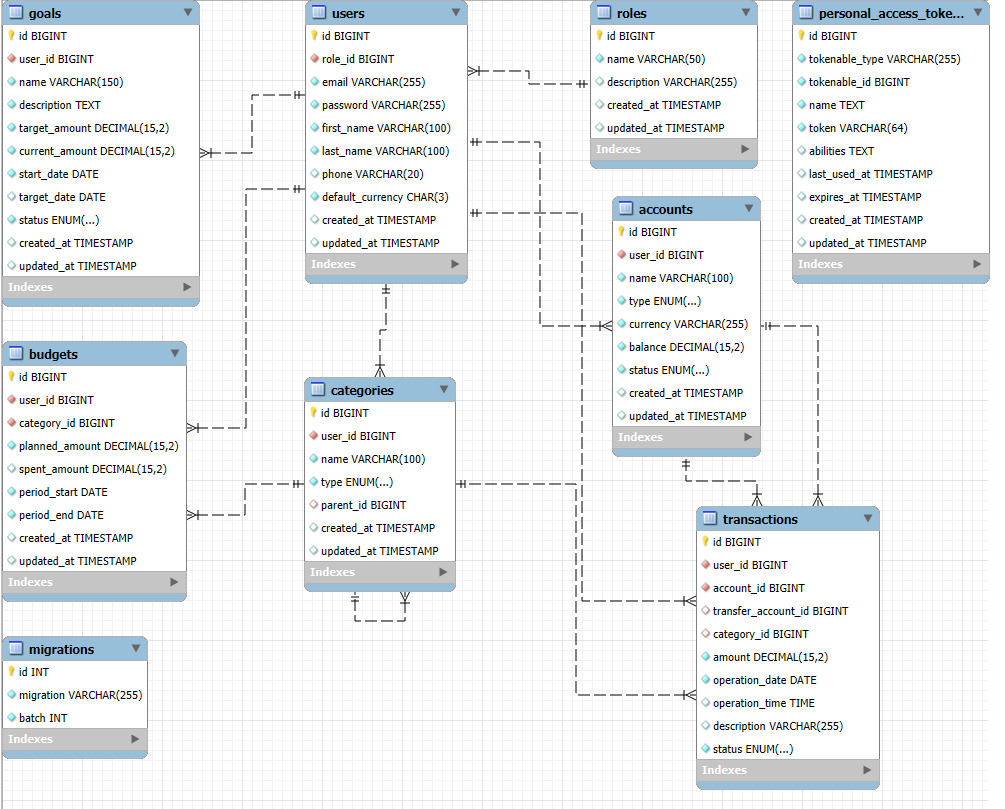 goals
id BIGINT
user_id BIGINT
name VARCHAR(150)
description TEXT
target_amount DECIMAL(15,2)
current_amount DECIMAL(15,2)
start_date DATE
target_date DATE
status ENUM(...)
created_at TIMESTAMP
updated_at TIMESTAMP
Indexes
users
id BIGINT
role_id BIGINT
email VARCHAR(255)
password VARCHAR(255)
first_name VARCHAR(100)
last_name VARCHAR(100)
phone VARCHAR(20)
default_currency CHAR(3)
created_at TIMESTAMP
updated_at TIMESTAMP
Indexes
roles
id BIGINT
name VARCHAR(50)
description VARCHAR(255)
created_at TIMESTAMP
updated_at TIMESTAMP
Indexes
personal_access_toke...
id BIGINT
tokenable_type VARCHAR(255)
tokenable_id BIGINT
name TEXT
token VARCHAR(64)
abilities TEXT
last_used_at TIMESTAMP
expires_at TIMESTAMP
created_at TIMESTAMP
updated_at TIMESTAMP
Indexes
accounts
id BIGINT
user_id BIGINT
name VARCHAR(100)
type ENUM(...)
currency VARCHAR(255)
balance DECIMAL(15,2)
status ENUM(...)
created_at TIMESTAMP
updated_at TIMESTAMP
Indexes
budgets
id BIGINT
user_id BIGINT
category_id BIGINT
planned_amount DECIMAL(15,2)
spent_amount DECIMAL(15,2)
period_start DATE
period_end DATE
created_at TIMESTAMP
updated_at TIMESTAMP
Indexes
categories
id BIGINT
user_id BIGINT
name VARCHAR(100)
type ENUM(...)
parent_id BIGINT
created_at TIMESTAMP
updated_at TIMESTAMP
Indexes
transactions
id BIGINT
user_id BIGINT
account_id BIGINT
transfer_account_id BIGINT
category_id BIGINT
amount DECIMAL(15,2)
operation_date DATE
operation_time TIME
description VARCHAR(255)
status ENUM(...)
Indexes
migrations
id INT
migration VARCHAR(255)
batch INT
Indexes